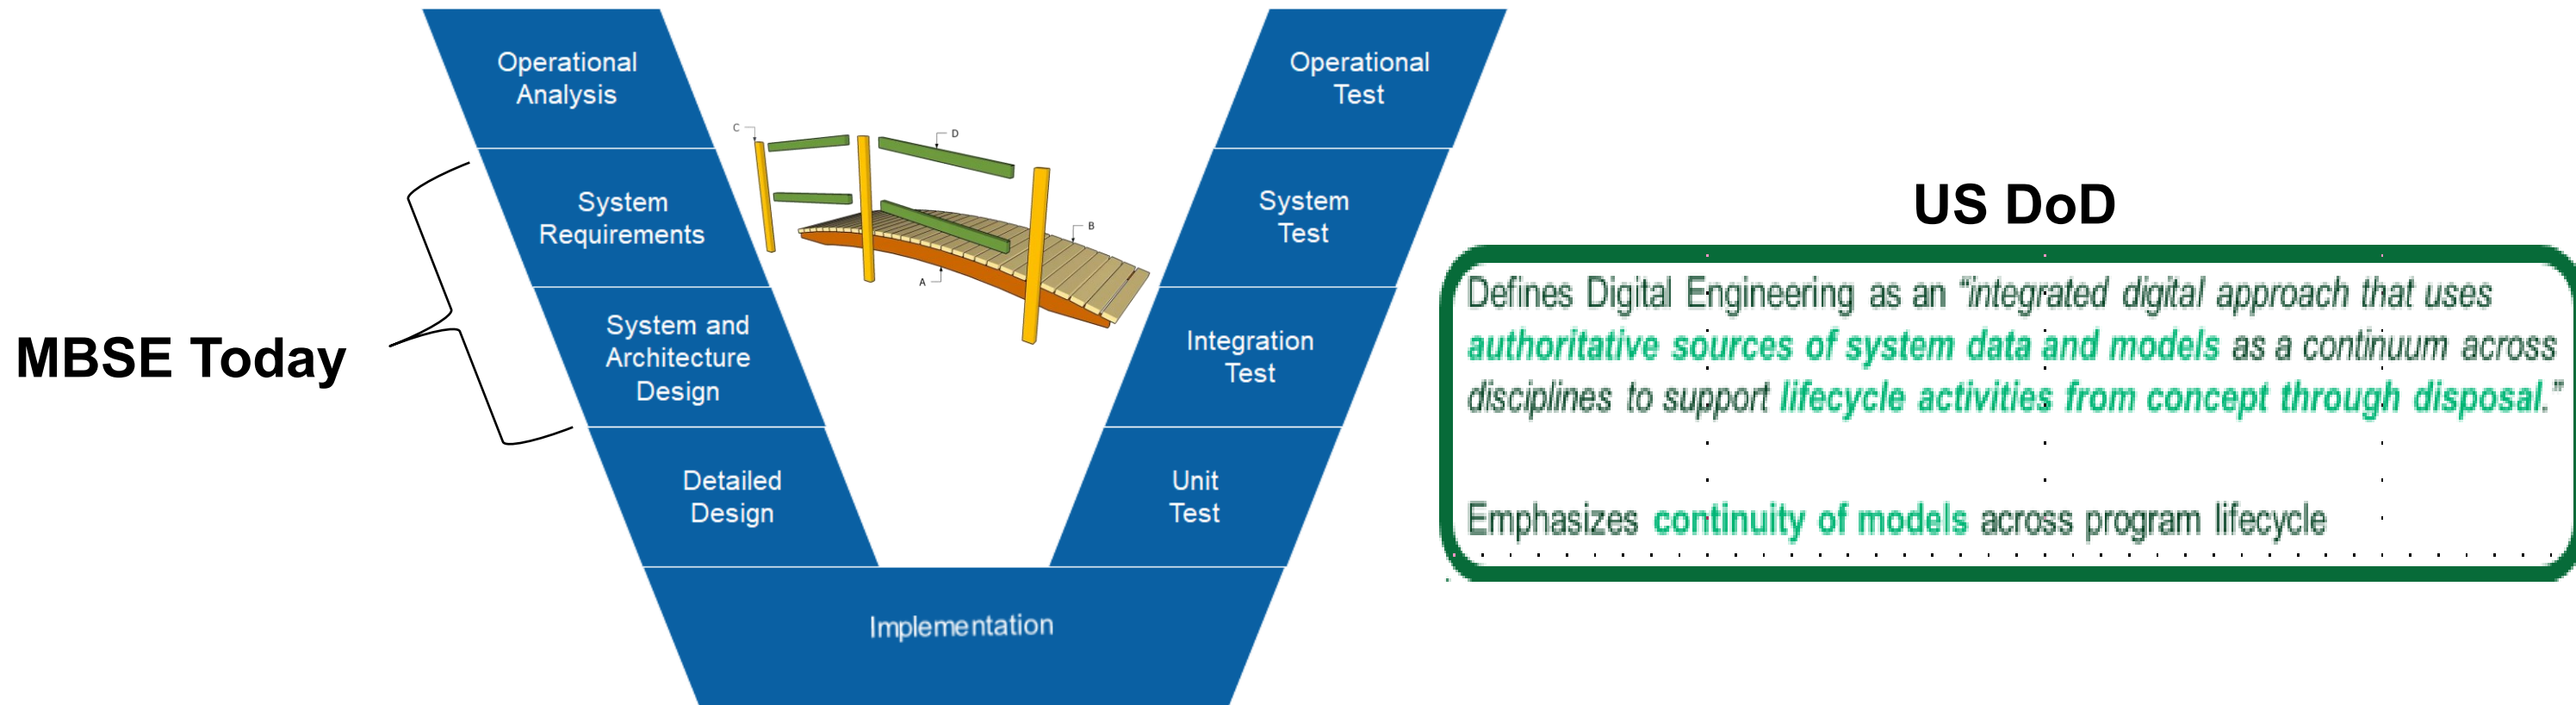 MBSE Today
Operational
Analysis
System
Requirements
System and
Architecture
Design
Detailed
Design
Implementation
C
D
B
A
Operational
Test
System
Test
Integration
Test
Unit
Test
US DoD
Defines Digital Engineering as an “integrated digital approach that uses
authoritative sources of system data and models as a continuum across
disciplines to support lifecycle activities from concept through disposal.”
Emphasizes continuity of models across program lifecycle